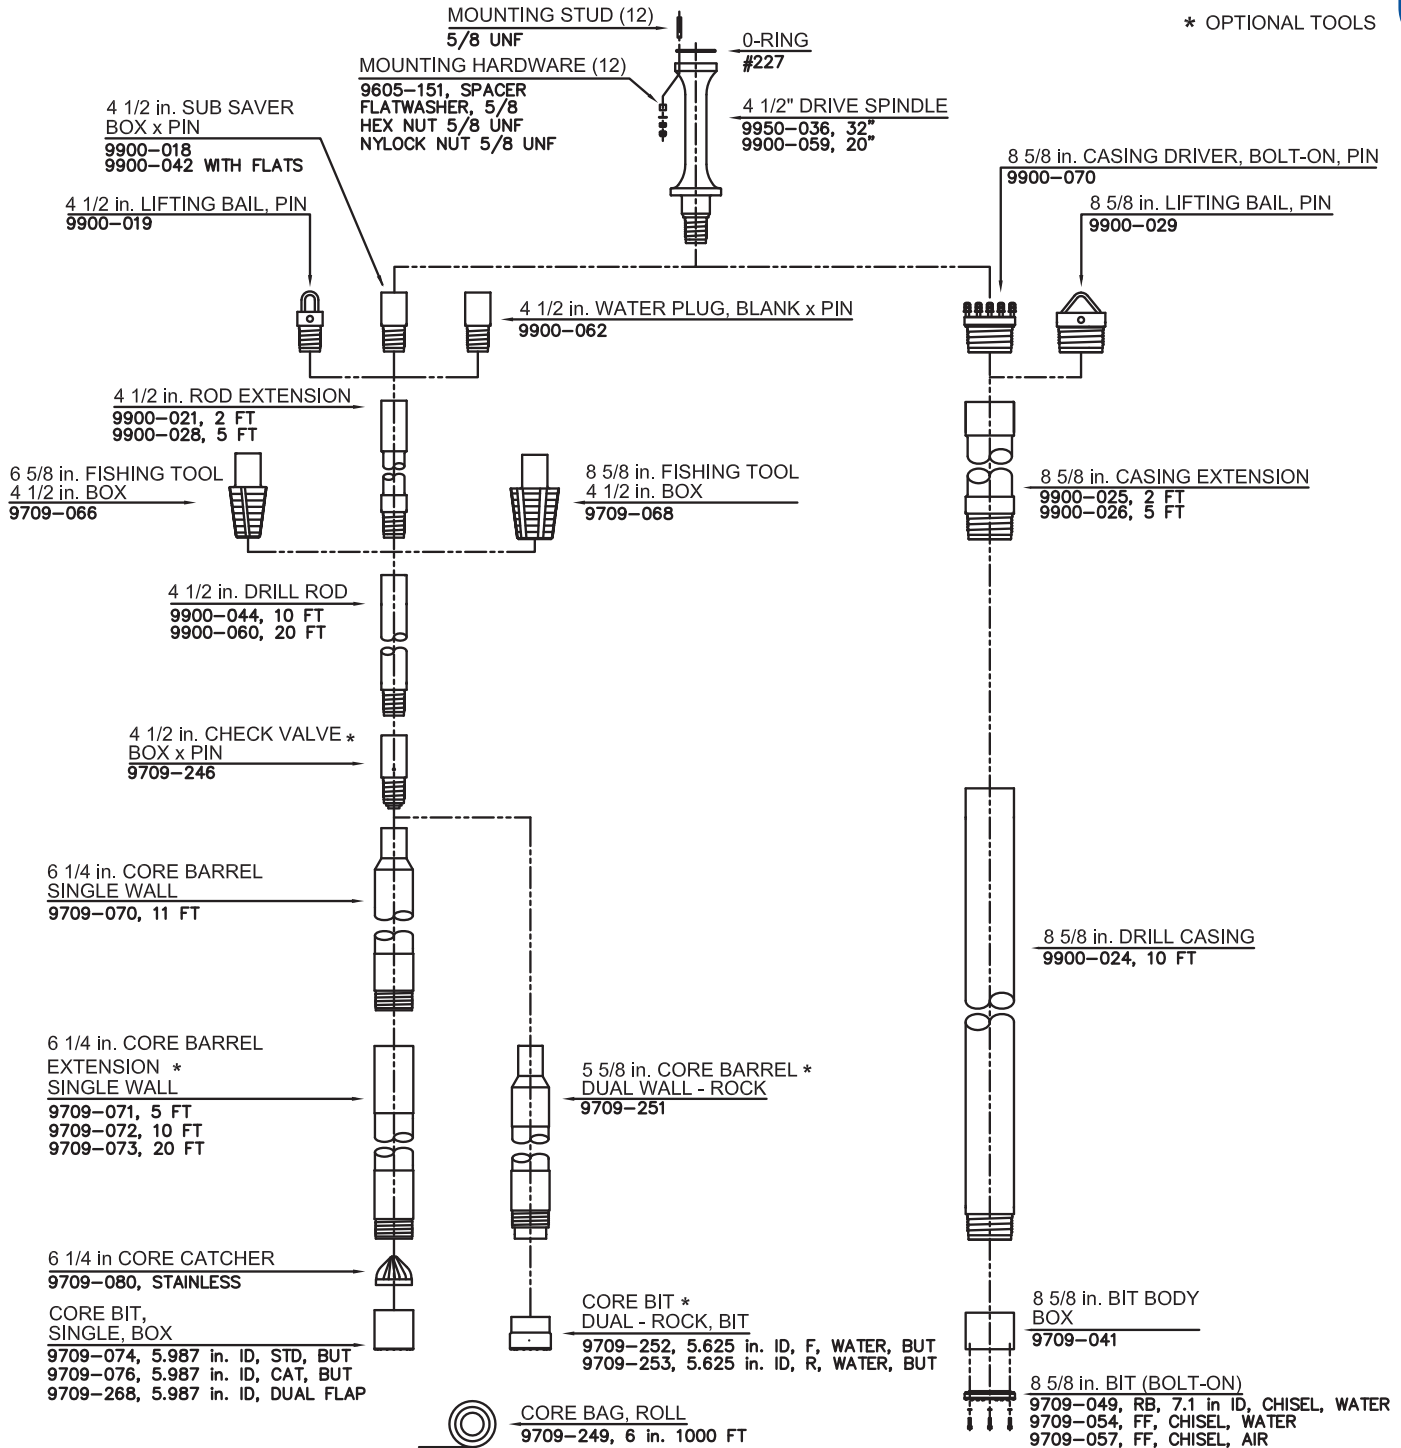 * OPTIONAL TOOLS
MOUNTING STUD (12)
5/8 UNF
0-RING
#227
MOUNTING HARDWARE (12)
9605-151, SPACER
FLATWASHER, 5/8
HEX NUT 5/8 UNF
NYLOCK NUT 5/8 UNF
4 1/2" DRIVE SPINDLE
9950-036, 32"
9900-059, 20"
4 1/2 in. SUB SAVER
BOX x PIN
9900-018
9900-042 WITH FLATS
8 5/8 in. CASING DRIVER, BOLT-ON, PIN
9900-070
4 1/2 in. LIFTING BAIL, PIN
9900-019
8 5/8 in. LIFTING BAIL, PIN
9900-029
4 1/2 in. WATER PLUG, BLANK x PIN
9900-062
4 1/2 in. ROD EXTENSION
9900-021, 2 FT
9900-028, 5 FT
6 5/8 in. FISHING TOOL
4 1/2 in. BOX
9709-066
8 5/8 in. FISHING TOOL
4 1/2 in. BOX
9709-068
8 5/8 in. CASING EXTENSION
9900-025, 2 FT
9900-026, 5 FT
4 1/2 in. DRILL ROD
9900-044, 10 FT
9900-060, 20 FT
4 1/2 in. CHECK VALVE *
BOX x PIN
9709-246
6 1/4 in. CORE BARREL
SINGLE WALL
9709-070, 11 FT
8 5/8 in. DRILL CASING
9900-024, 10 FT
6 1/4 in. CORE BARREL
EXTENSION *
SINGLE WALL
9709-071, 5 FT
9709-072, 10 FT
9709-073, 20 FT
5 5/8 in. CORE BARREL *
DUAL WALL - ROCK
9709-251
6 1/4 in CORE CATCHER
9709-080, STAINLESS
CORE BIT,
SINGLE, BOX
9709-074, 5.987 in. ID, STD, BUT
9709-076, 5.987 in. ID, CAT, BUT
9709-268, 5.987 in. ID, DUAL FLAP
CORE BIT *
DUAL - ROCK, BIT
9709-252, 5.625 in. ID, F, WATER, BUT
9709-253, 5.625 in. ID, R, WATER, BUT
8 5/8 in. BIT BODY
BOX
9709-041
8 5/8 in. BIT (BOLT-ON)
9709-049, RB, 7.1 in ID, CHISEL, WATER
9709-054, FF, CHISEL, WATER
9709-057, FF, CHISEL, AIR
CORE BAG, ROLL
9709-249, 6 in. 1000 FT